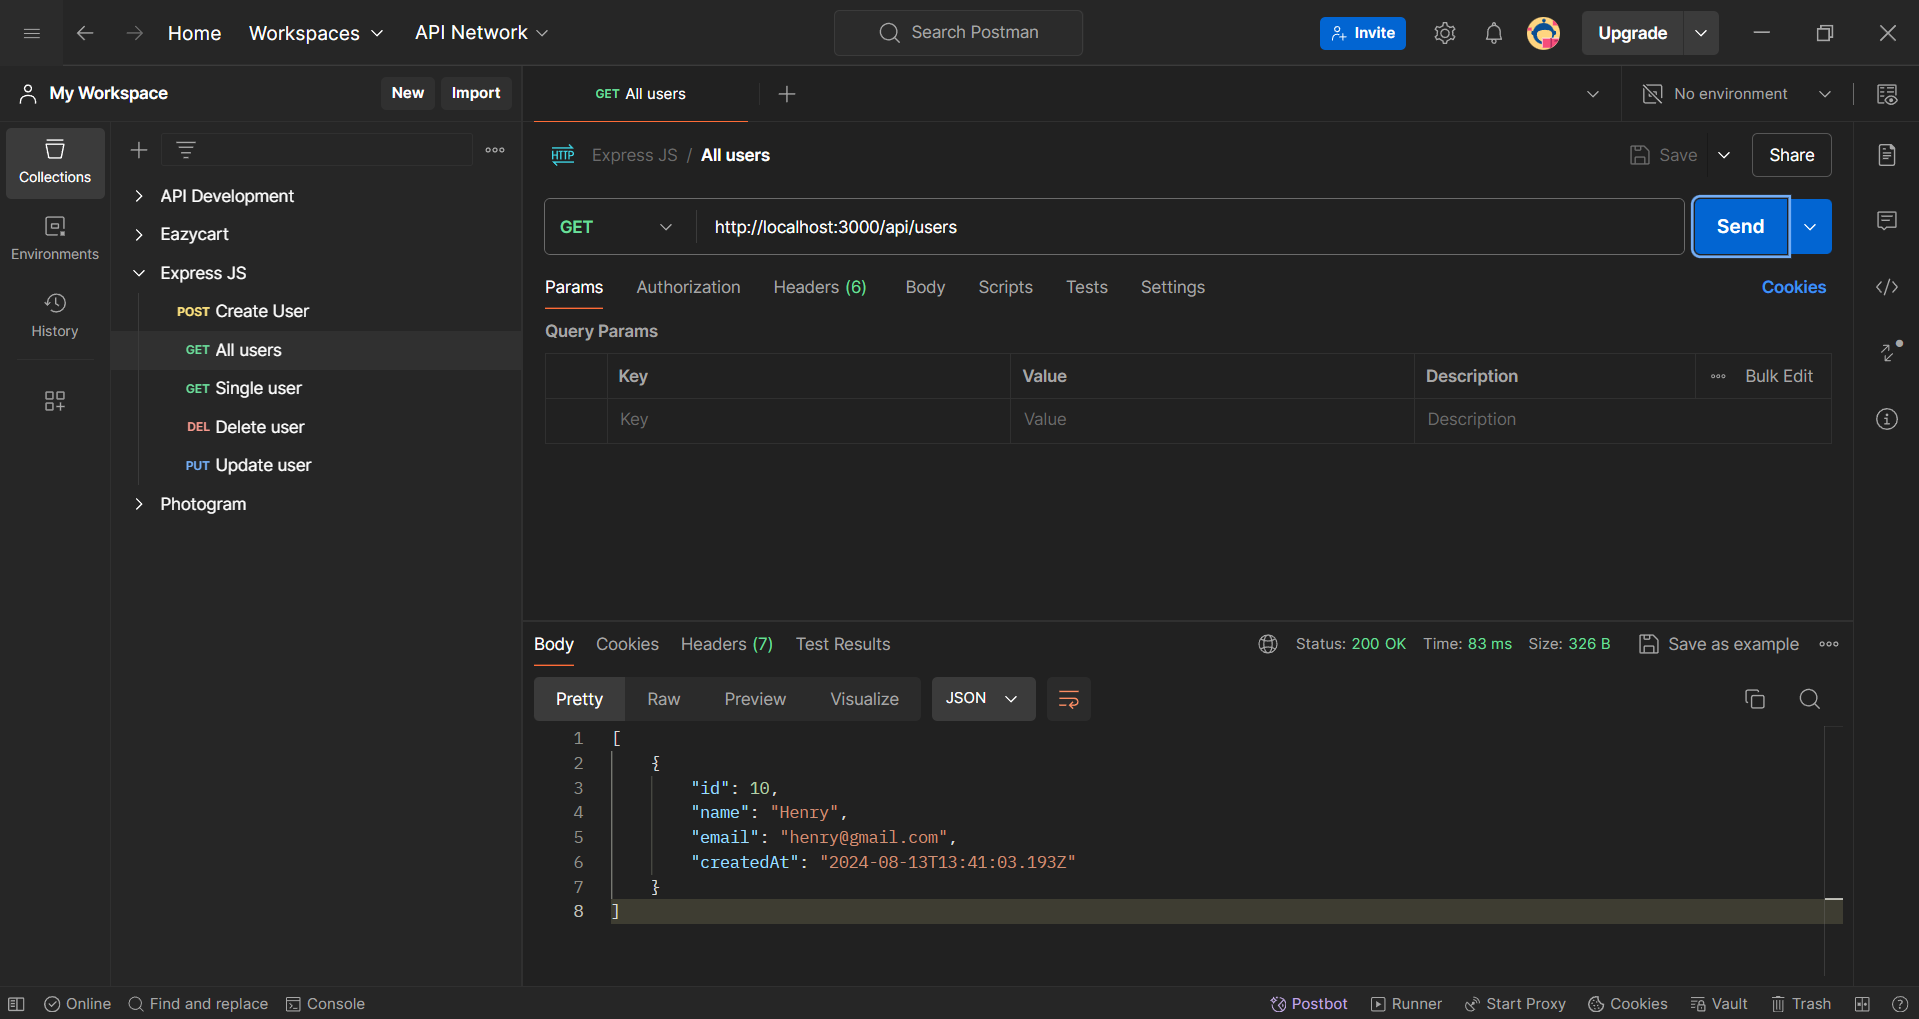 Home Workspaces API Network Search Postman Invite Upgrade
My Workspace New Import GET All users No environment
Collections
Environments
History
API Development
Eazycart
Express JS
POST Create User
GET All users
GET Single user
DEL Delete user
PUT Update user
Photogram
HTTP Express JS / All users Save Share
GET http://localhost:3000/api/users Send
Params Authorization Headers (6) Body Scripts Tests Settings Cookies
Query Params
Key Value Description Bulk Edit
Key Value Description
Body Cookies Headers (7) Test Results Status: 200 OK Time: 83 ms Size: 326 B Save as example
Pretty Raw Preview Visualize JSON
1 [
2 {
3 "id": 10,
4 "name": "Henry",
5 "email": "henry@gmail.com",
6 "createdAt": "2024-08-13T13:41:03.193Z"
7 }
8 ]
Online Find and replace Console Postbot Runner Start Proxy Cookies Vault Trash